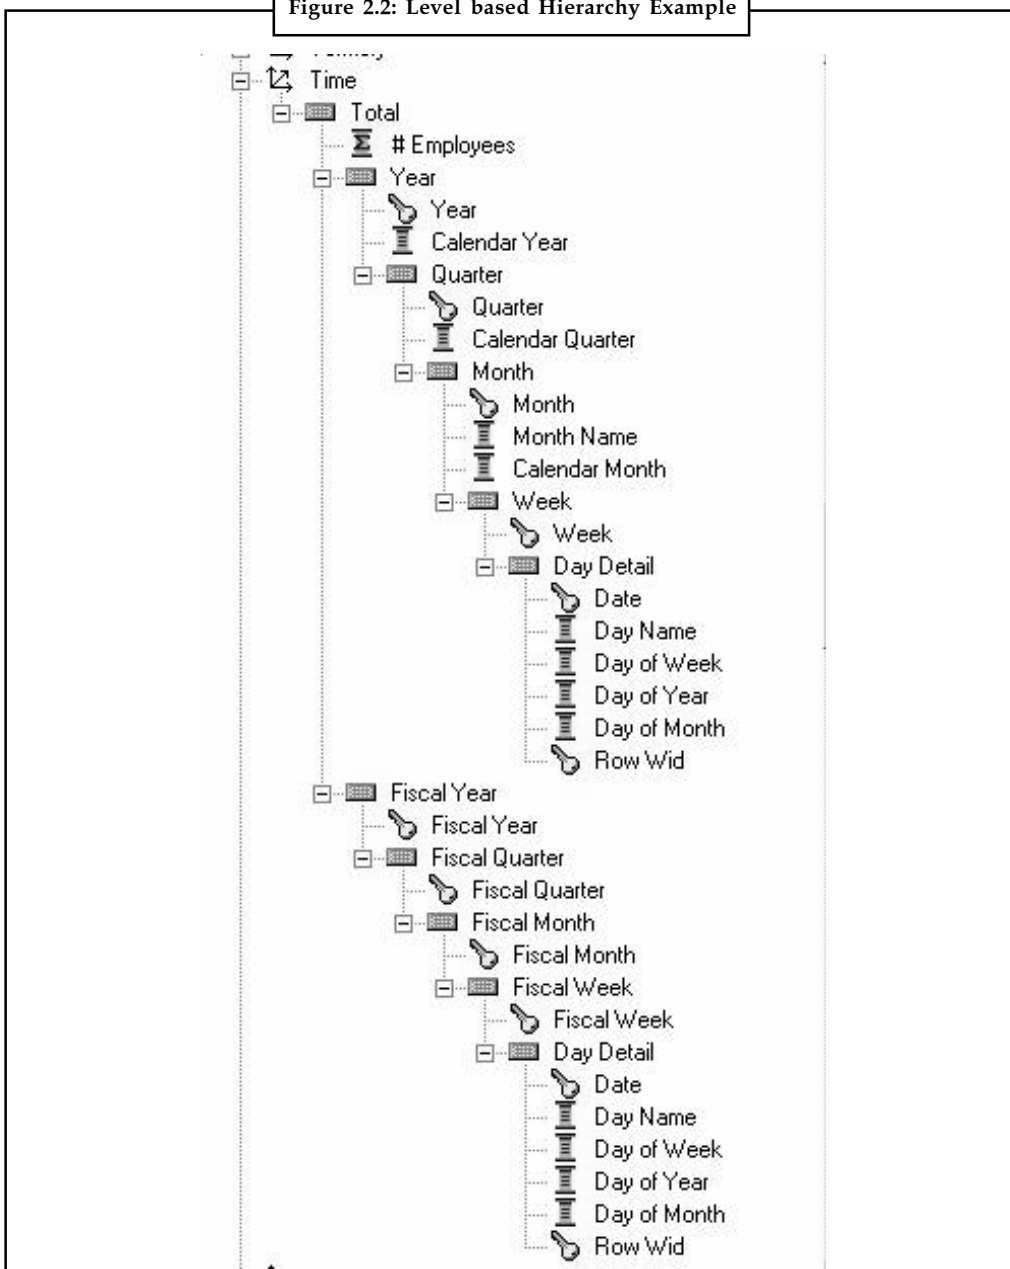 Figure 2.2: Level based Hierarchy Example
Time
Total
# Employees
Year
Year
Calendar Year
Quarter
Quarter
Calendar Quarter
Month
Month
Month Name
Calendar Month
Week
Week
Day Detail
Date
Day Name
Day of Week
Day of Year
Day of Month
Row Wid
Fiscal Year
Fiscal Year
Fiscal Quarter
Fiscal Quarter
Fiscal Month
Fiscal Month
Fiscal Week
Fiscal Week
Day Detail
Date
Day Name
Day of Week
Day of Year
Day of Month
Row Wid